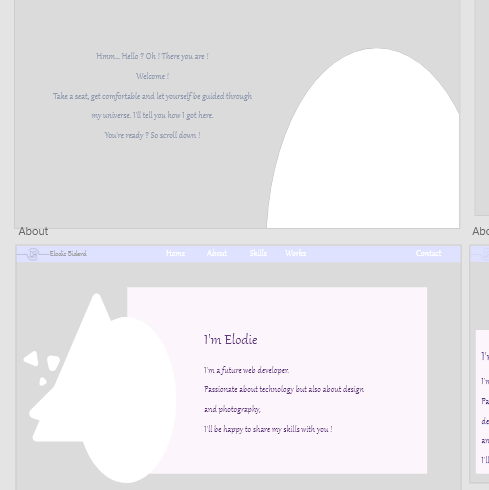 Hmm... Hello ? Oh ! There you are !
Welcome !
Take a seat, get comfortable and let yourself be guided through
my universe. I'll tell you how I got here.
You're ready ? So scroll down !
About
Abo
Home
About
Skills
Works
Contact
I'm Elodie
I'm a future web developer.
Passionate about technology but also about design
and photography,
I'll be happy to share my skills with you !
I'm
I'm
Pa
de
an
I'll